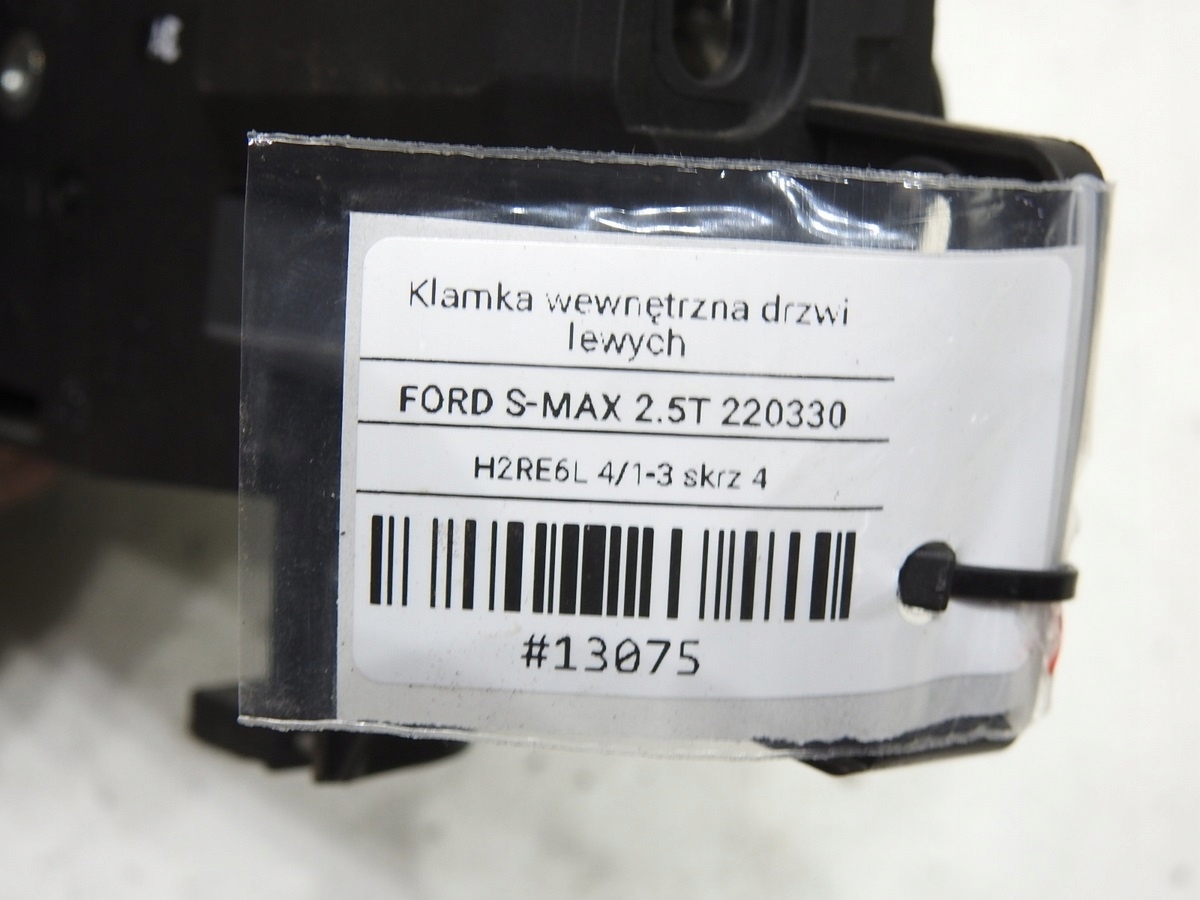 Klamka wewnętrzna drzwi
lewych
FORD S-MAX 2.5T 220330
H2RE6L 4/1-3 skrz 4
#13075